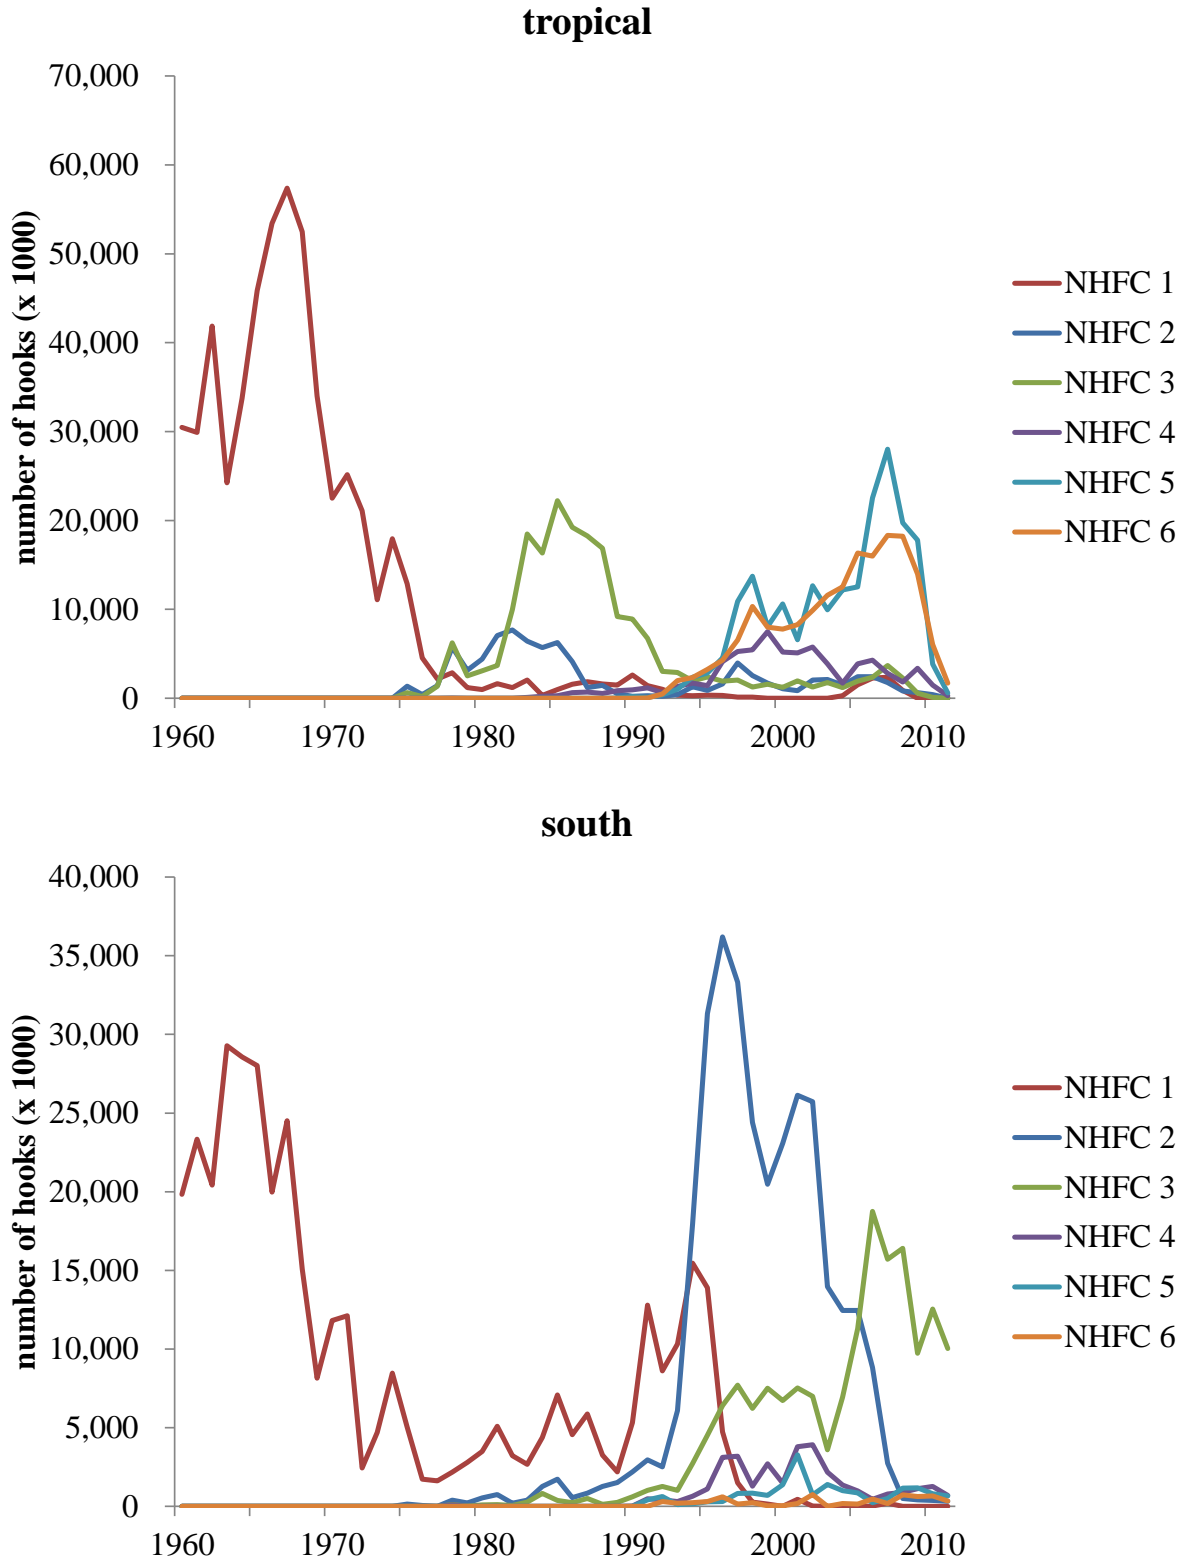 tropical
number of hooks (x 1000)
70,000
60,000
50,000
40,000
30,000
20,000
10,000
0
1960 1970 1980 1990 2000 2010
NHFC 1
NHFC 2
NHFC 3
NHFC 4
NHFC 5
NHFC 6
south
number of hooks (x 1000)
40,000
35,000
30,000
25,000
20,000
15,000
10,000
5,000
0
1960 1970 1980 1990 2000 2010
NHFC 1
NHFC 2
NHFC 3
NHFC 4
NHFC 5
NHFC 6